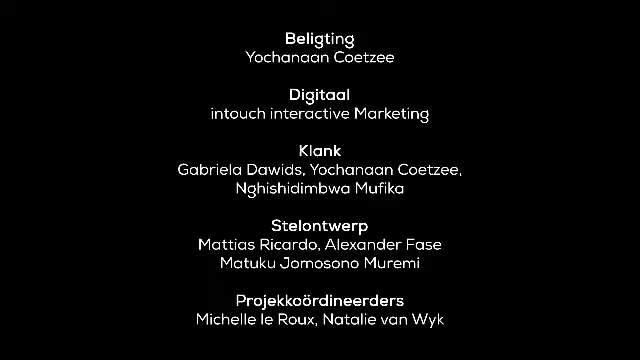 Beligting
Yochanaan Coetzee
Digitaal
intouch interactive Marketing
Klank
Gabriela Dawids, Yochanaan Coetzee,
Nghishidimbwa Mufika
Stelontwerp
Mattias Ricardo, Alexander Fase
Matuku Jomosono Muremi
Projekkoördineerders
Michelle le Roux, Natalie van Wyk